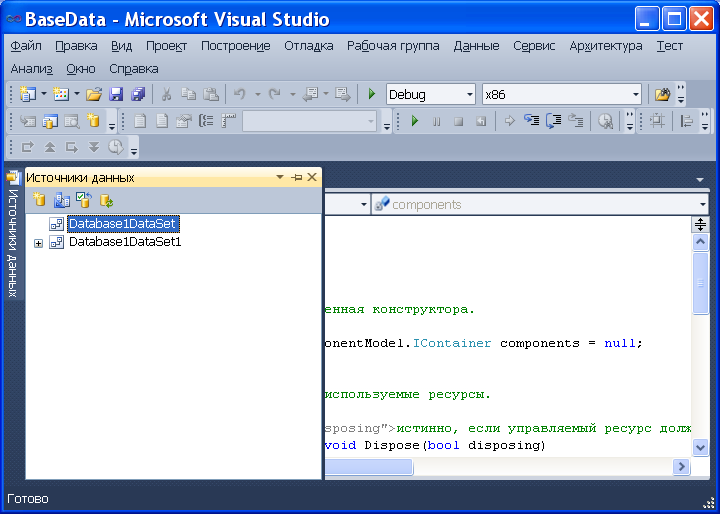 BaseData - Microsoft Visual Studio
Файл Правка Вид Проект Построение Отладка Рабочая группа Данные Сервис Архитектура Тест
Анализ Окно Справка
Debug x86
Источники данных
Источники данных
components
Database1DataSet
Database1DataSet1
енная конструктора.
onentModel.IContainer components = null;
используемые ресурсы.
sposing">истинно, если управляемый ресурс долж
void Dispose(bool disposing)
Готово